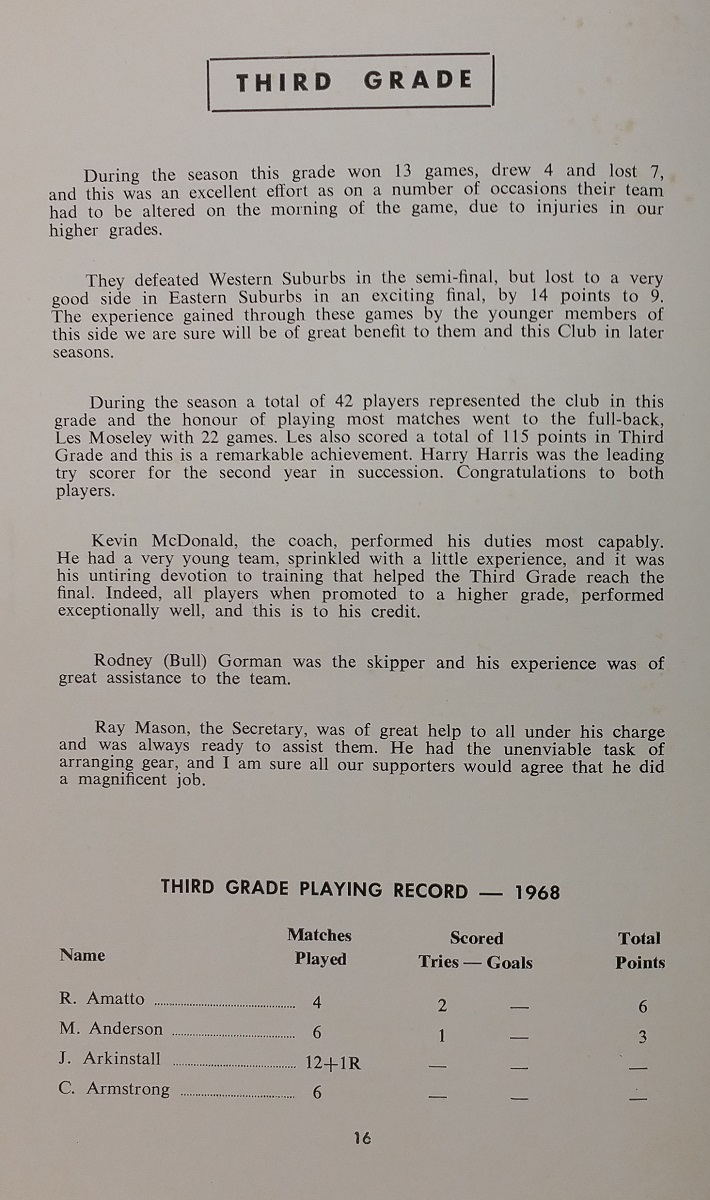 THIRD GRADE
During the season this grade won 13 games, drew 4 and lost 7,
and this was an excellent effort as on a number of occasions their team
had to be altered on the morning of the game, due to injuries in our
higher grades.
They defeated Western Suburbs in the semi-final, but lost to a very
good side in Eastern Suburbs in an exciting final, by 14 points to 9.
The experience gained through these games by the younger members of
this side we are sure will be of great benefit to them and this Club in later
seasons.
During the season a total of 42 players represented the club in this
grade and the honour of playing most matches went to the full-back,
Les Moseley with 22 games. Les also scored a total of 115 points in Third
Grade and this is a remarkable achievement. Harry Harris was the leading
try scorer for the second year in succession. Congratulations to both
players.
Kevin McDonald, the coach, performed his duties most capably.
He had a very young team, sprinkled with a little experience, and it was
his untiring devotion to training that helped the Third Grade reach the
final. Indeed, all players when promoted to a higher grade, performed
exceptionally well, and this is to his credit.
Rodney (Bull) Gorman was the skipper and his experience was of
great assistance to the team.
Ray Mason, the Secretary, was of great help to all under his charge
and was always ready to assist them. He had the unenviable task of
arranging gear, and I am sure all our supporters would agree that he did
a magnificent job.
THIRD GRADE PLAYING RECORD — 1968
Matches Scored Total
Name Played Tries — Goals Points
R. Amatto ........ 4 2 — 6
M. Anderson ........ 6 1 — 3
J. Arkinstall ........ 12+1R — — —
C. Armstrong ........ 6 — — —
16